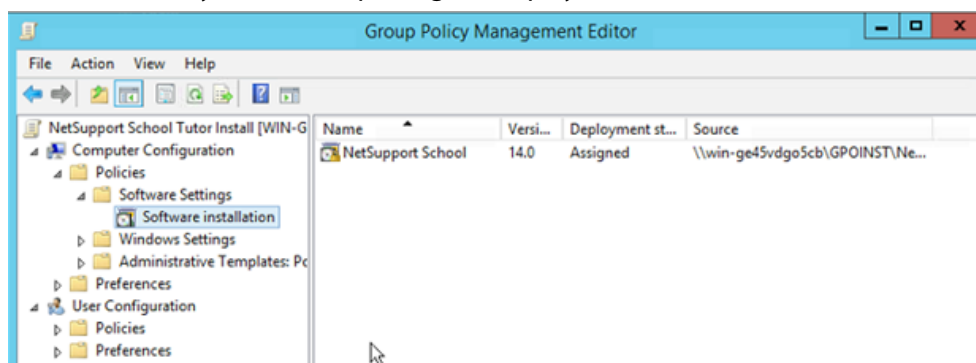 Group Policy Management Editor
File Action View Help
NetSupport School Tutor Install [WIN-G
Computer Configuration
Policies
Software Settings
Software installation
Windows Settings
Administrative Templates: Po
Preferences
User Configuration
Policies
Preferences
Name Versi... Deployment st... Source
NetSupport School 14.0 Assigned \\win-ge45vdgo5cb\GPOINST\Ne...